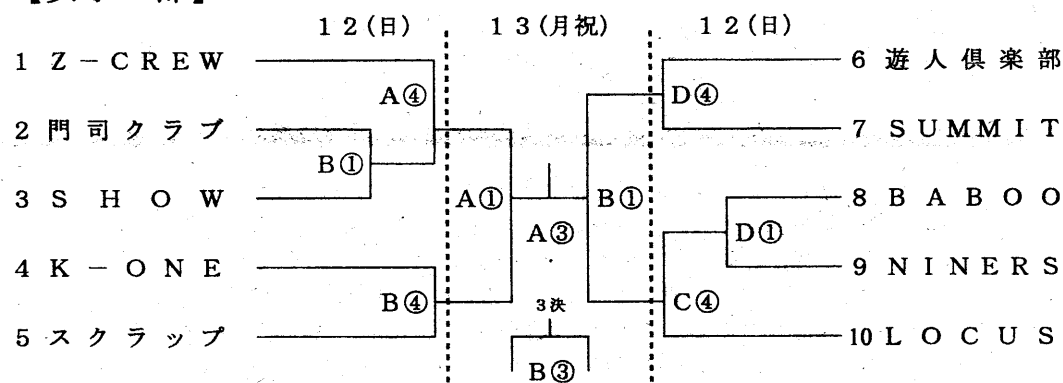 12(日) 13(月祝) 12(日)
1 Z-CREW
A④
2 門司クラブ
B①
3 SHOW
4 K-ONE
B④
5 スクラップ
A①
A③
B①
3決
B③
6 遊人倶楽部
D④
7 SUMMIT
8 BABOO
D①
9 NINERS
C④
10 LOCUS